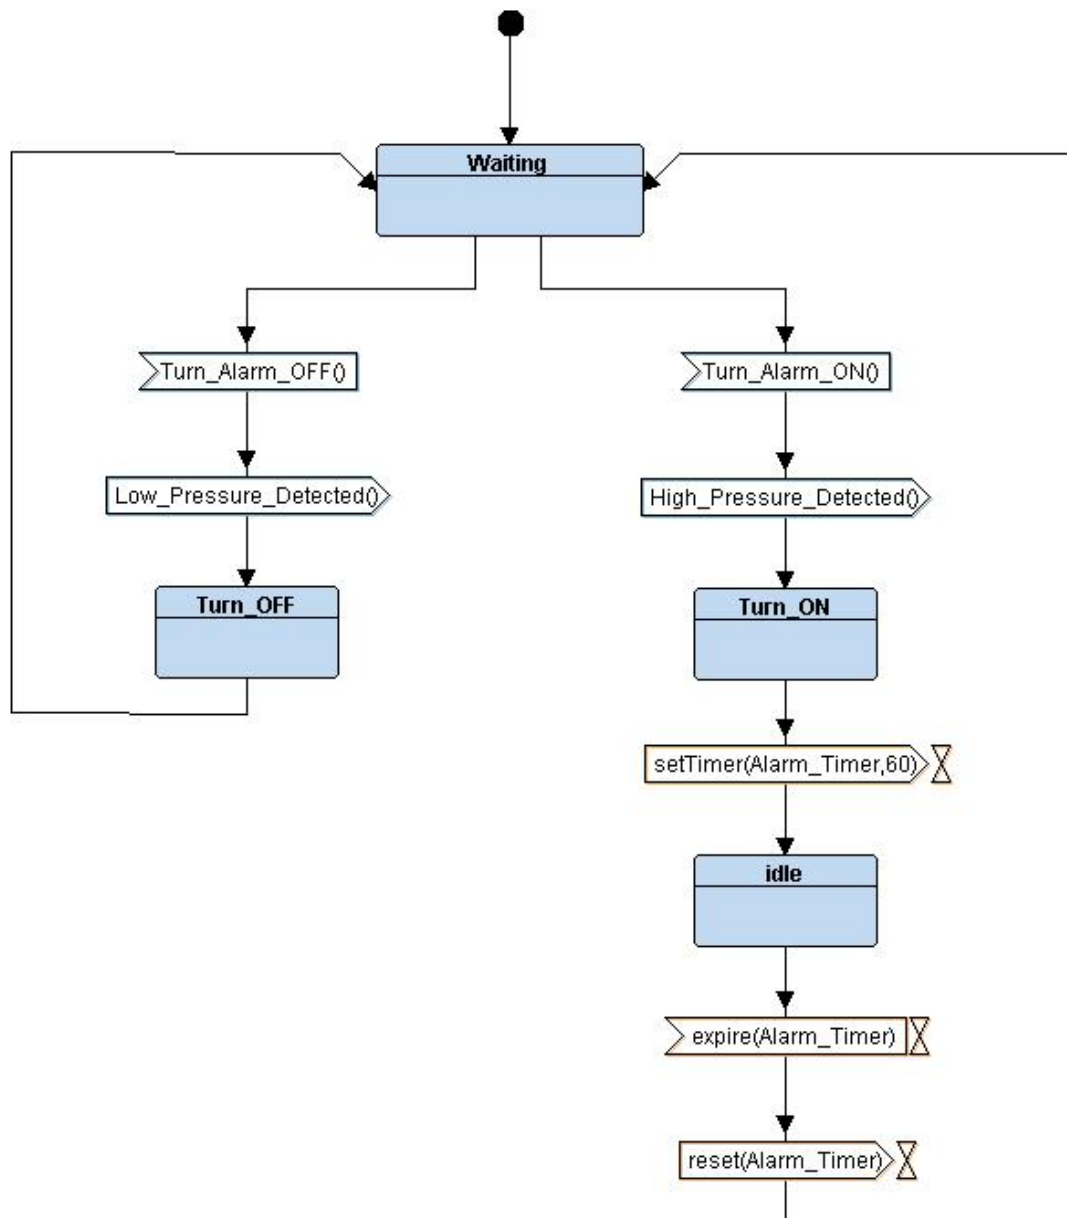 Waiting
Turn_Alarm_OFF()
Turn_Alarm_ON()
Low_Pressure_Detected()
High_Pressure_Detected()
Turn_OFF
Turn_ON
setTimer(Alarm_Timer,60)
idle
expire(Alarm_Timer)
reset(Alarm_Timer)